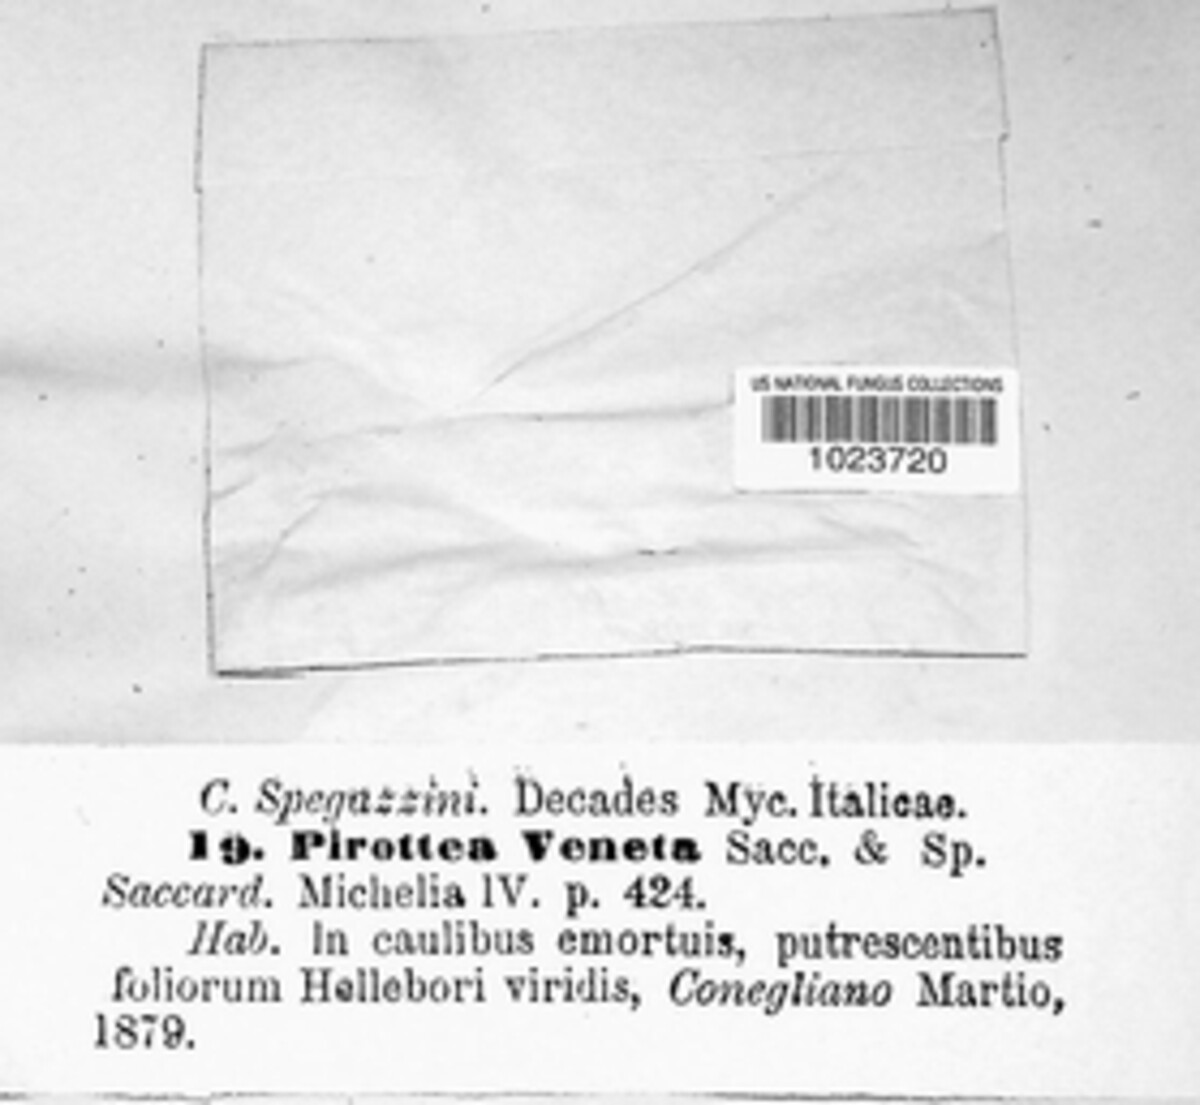 US NATIONAL FUNGUS COLLECTIONS
1023720
C. Spegazzini. Decades Myc. Italicae.
19. Pirottea Veneta Sacc. & Sp.
Saccard. Michelia IV. p. 424.
Hab. In caulibus emortuis, putrescentibus
foliorum Hellebori viridis, Conegliano Martio,
1879.